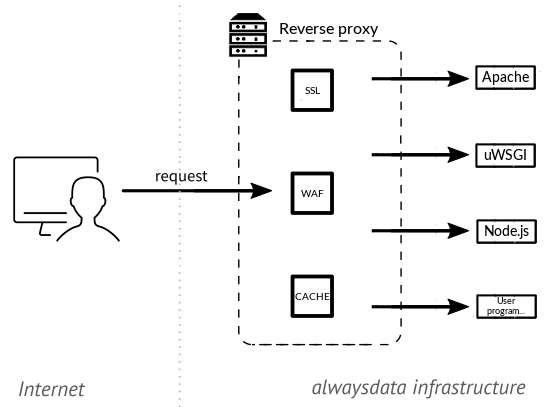 Reverse proxy
SSL
Apache
uWSGI
request
WAF
Node.js
CACHE
User
program...
Internet
alwaysdata infrastructure